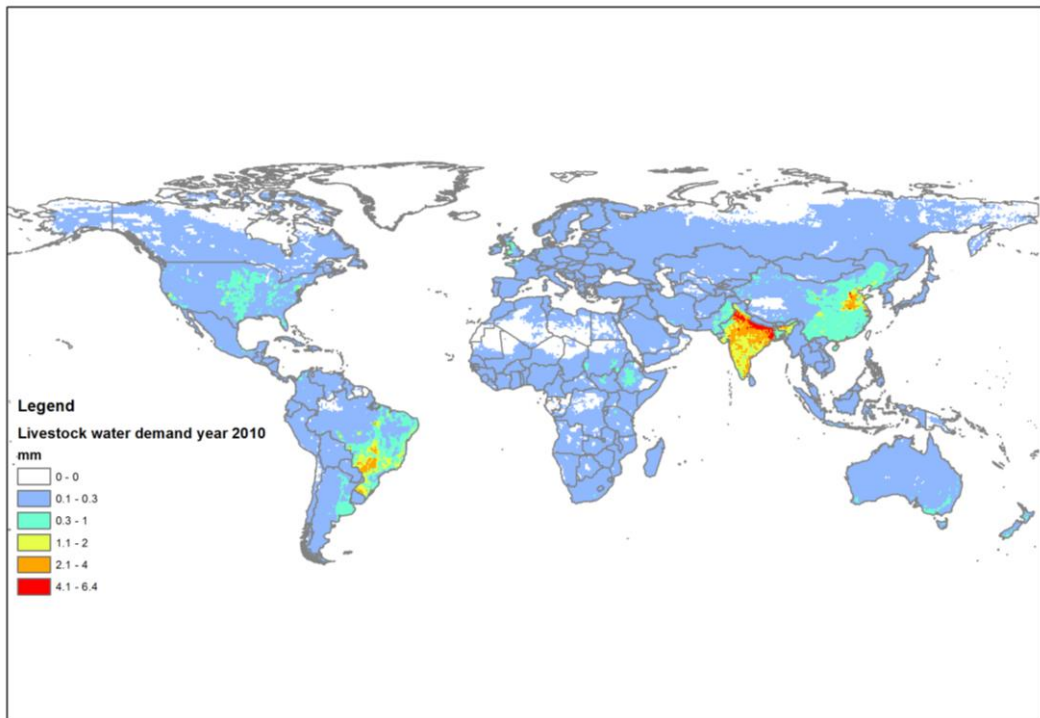 Legend
Livestock water demand year 2010
mm
0 - 0
0.1 - 0.3
0.3 - 1
1.1 - 2
2.1 - 4
4.1 - 6.4